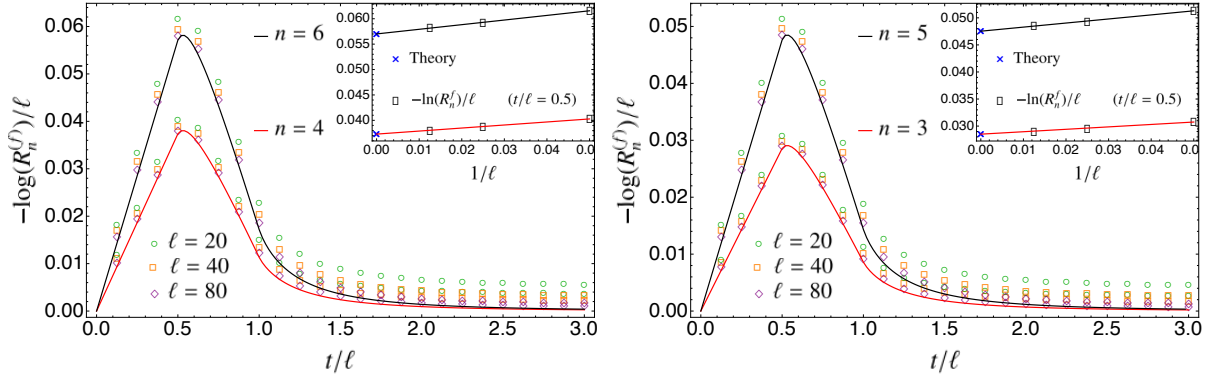 −log(R_n^{(f)})/ℓ
0.06
0.05
0.04
0.03
0.02
0.01
0.00
0.0 0.5 1.0 1.5 2.0 2.5 3.0
t/ℓ
n = 6
n = 4
ℓ = 20
ℓ = 40
ℓ = 80
0.060
0.055
0.050
0.045
0.040
0.00 0.01 0.02 0.03 0.04 0.0
1/ℓ
Theory
−ln(R_n^f)/ℓ (t/ℓ = 0.5)
−log(R_n^{(f)})/ℓ
0.05
0.04
0.03
0.02
0.01
0.00
0.0 0.5 1.0 1.5 2.0 2.5 3.0
t/ℓ
n = 5
n = 3
ℓ = 20
ℓ = 40
ℓ = 80
0.050
0.045
0.040
0.035
0.030
0.00 0.01 0.02 0.03 0.04 0.0
1/ℓ
Theory
−ln(R_n^f)/ℓ (t/ℓ = 0.5)